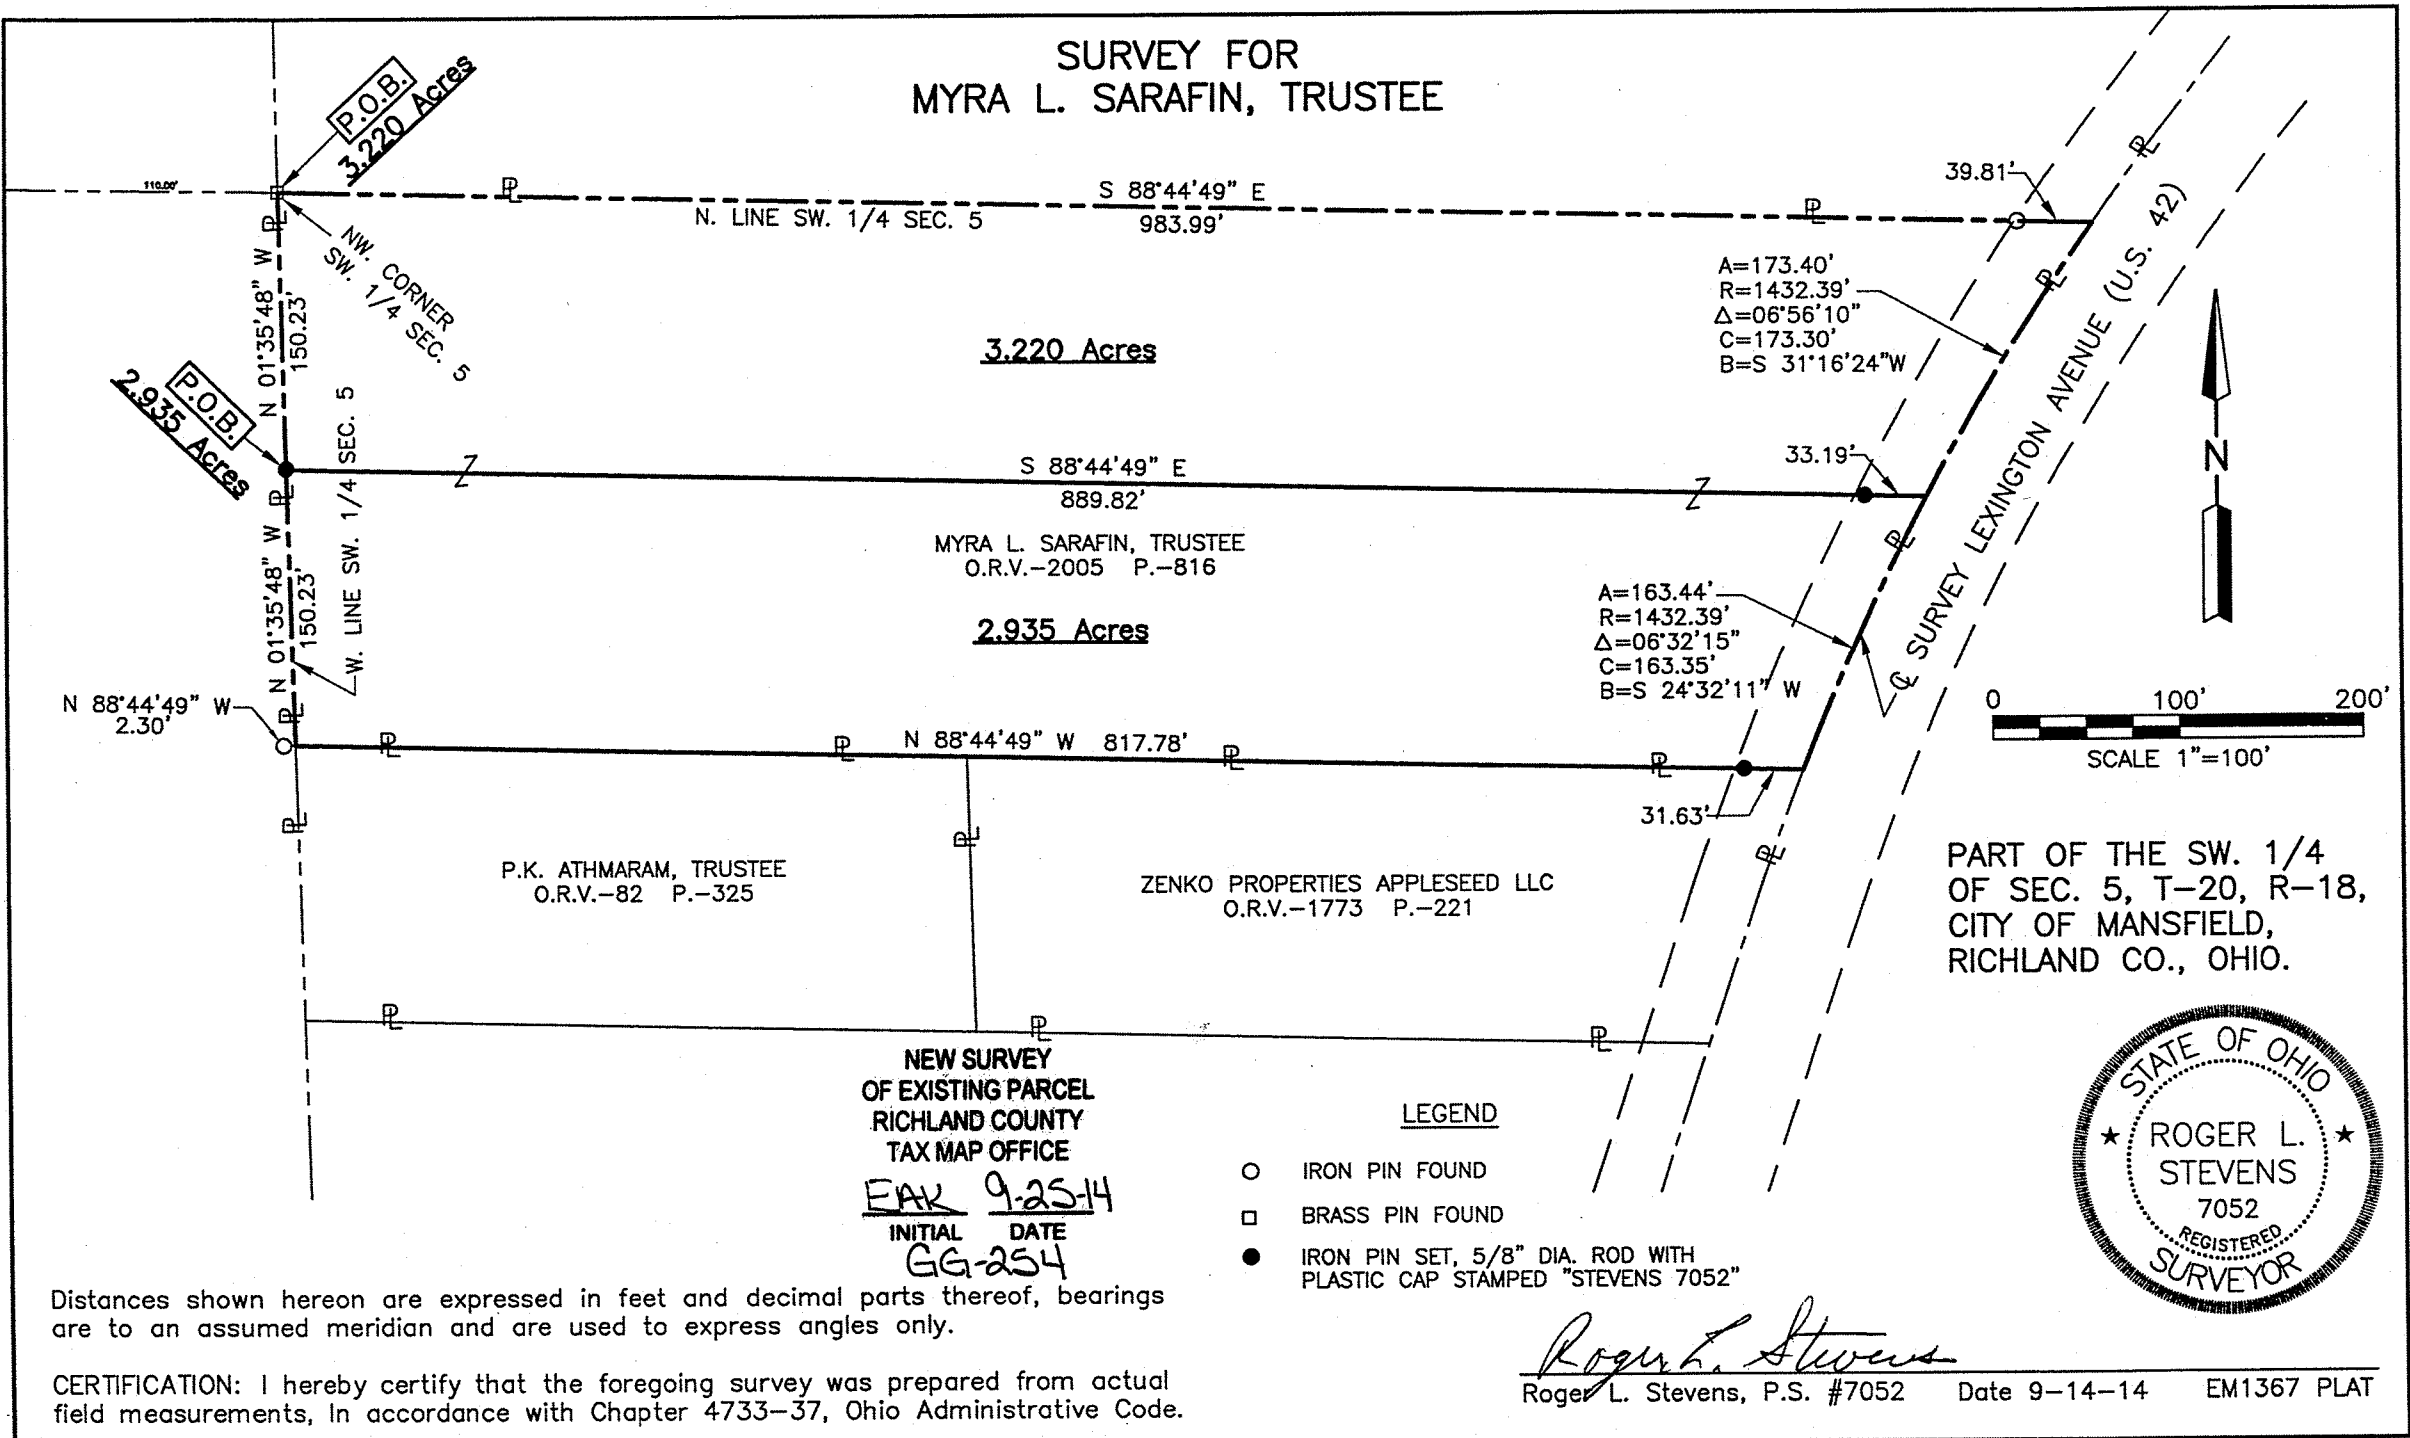 SURVEY FOR
MYRA L. SARAFIN, TRUSTEE
P.O.B.
3.220 Acres
110.00'
S 88°44'49" E
N. LINE SW. 1/4 SEC. 5
983.99'
39.81'
NW. CORNER
SW. 1/4 SEC. 5
N 01°35'48" W
150.23'
A=173.40'
R=1432.39'
Δ=06°56'10"
C=173.30'
B=S 31°16'24"W
3.220 Acres
P.O.B.
2.935 Acres
W. LINE SW. 1/4 SEC. 5
S 88°44'49" E
889.82'
33.19'
N
℄ SURVEY LEXINGTON AVENUE (U.S. 42)
MYRA L. SARAFIN, TRUSTEE
O.R.V.-2005 P.-816
2.935 Acres
N 01°35'48" W
150.23'
A=163.44'
R=1432.39'
Δ=06°32'15"
C=163.35'
B=S 24°32'11" W
N 88°44'49" W
2.30'
N 88°44'49" W 817.78'
31.63'
0 100' 200'
SCALE 1"=100'
P.K. ATHMARAM, TRUSTEE
O.R.V.-82 P.-325
ZENKO PROPERTIES APPLESEED LLC
O.R.V.-1773 P.-221
PART OF THE SW. 1/4
OF SEC. 5, T-20, R-18,
CITY OF MANSFIELD,
RICHLAND CO., OHIO.
NEW SURVEY
OF EXISTING PARCEL
RICHLAND COUNTY
TAX MAP OFFICE
EAK 9-25-14
INITIAL DATE
GG-254
LEGEND
IRON PIN FOUND
BRASS PIN FOUND
IRON PIN SET, 5/8" DIA. ROD WITH
PLASTIC CAP STAMPED "STEVENS 7052"
STATE OF OHIO
★ ROGER L. ★
STEVENS
7052
REGISTERED
SURVEYOR
Distances shown hereon are expressed in feet and decimal parts thereof, bearings
are to an assumed meridian and are used to express angles only.
CERTIFICATION: I hereby certify that the foregoing survey was prepared from actual
field measurements, In accordance with Chapter 4733-37, Ohio Administrative Code.
Roger L. Stevens
Roger L. Stevens, P.S. #7052 Date 9-14-14 EM1367 PLAT